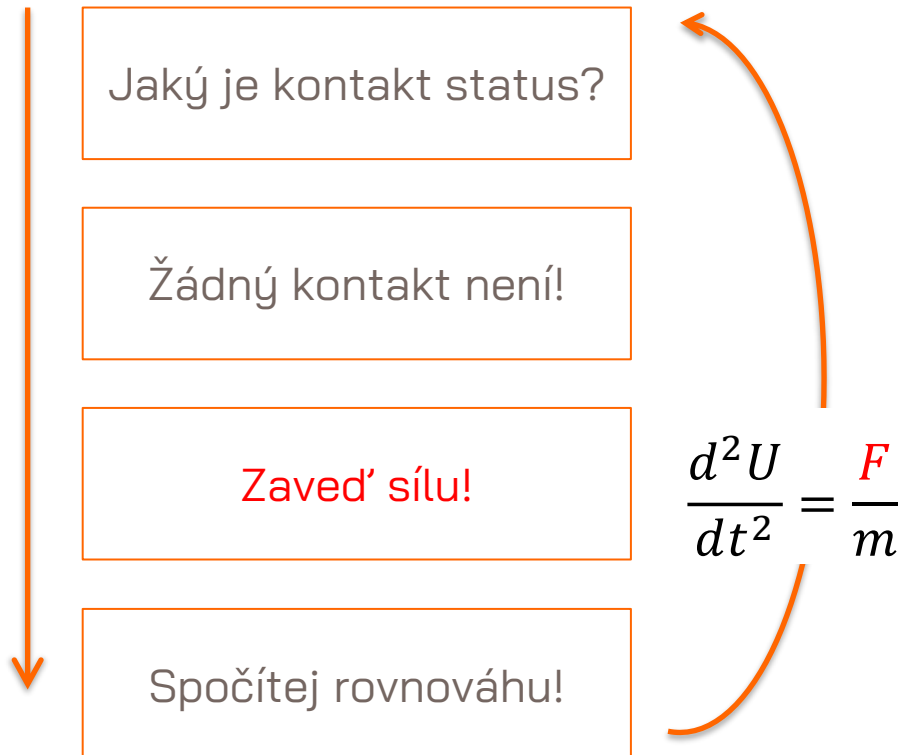 Jaký je kontakt status?
Žádný kontakt není!
Zaveď sílu!
d²U/dt² = F/m
Spočítej rovnováhu!